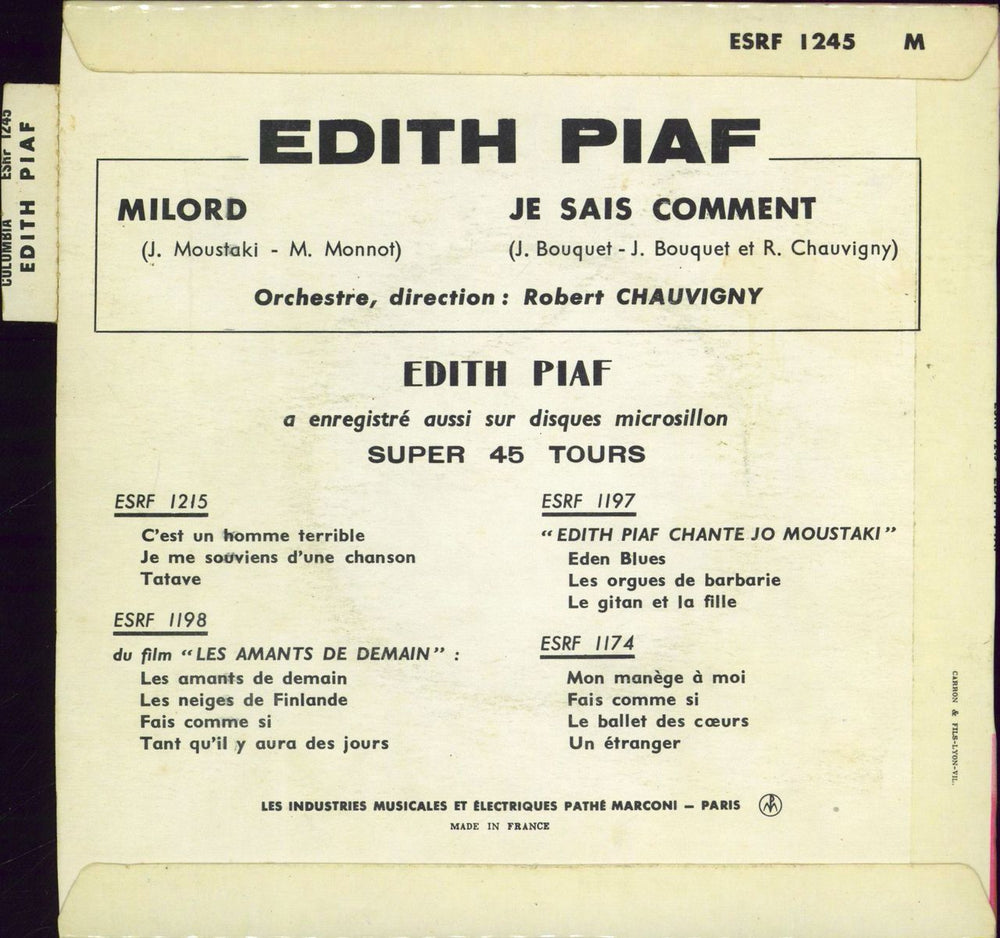 ESRF 1245 M
COLUMBIA ESRF 1245
EDITH PIAF
EDITH PIAF
MILORD
(J. Moustaki - M. Monnot)
JE SAIS COMMENT
(J. Bouquet - J. Bouquet et R. Chauvigny)
Orchestre, direction : Robert CHAUVIGNY
EDITH PIAF
a enregistré aussi sur disques microsillon
SUPER 45 TOURS
ESRF 1215
C'est un homme terrible
Je me souviens d'une chanson
Tatave
ESRF 1198
du film “LES AMANTS DE DEMAIN” :
Les amants de demain
Les neiges de Finlande
Fais comme si
Tant qu'il y aura des jours
ESRF 1197
“EDITH PIAF CHANTE JO MOUSTAKI”
Eden Blues
Les orgues de barbarie
Le gitan et la fille
ESRF 1174
Mon manège à moi
Fais comme si
Le ballet des cœurs
Un étranger
CARRON & FILS-LYON-VII.
LES INDUSTRIES MUSICALES ET ÉLECTRIQUES PATHÉ MARCONI – PARIS
MADE IN FRANCE